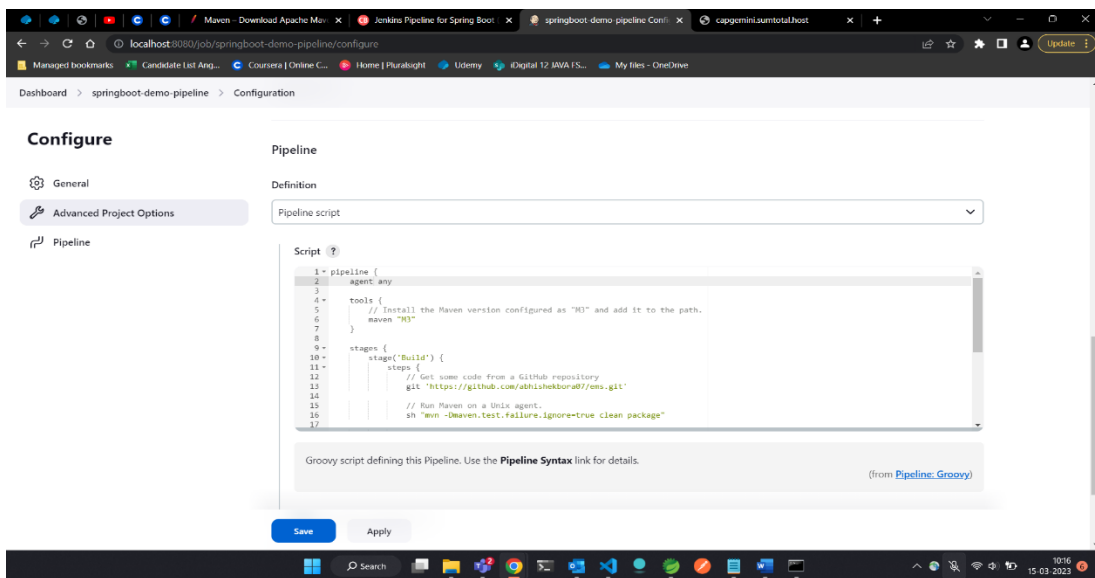 Maven – Download Apache Mav
Jenkins Pipeline for Spring Boot
springboot-demo-pipeline Confi
capgemini.sumtotal.host
localhost:8080/job/springboot-demo-pipeline/configure
Update
Managed bookmarks
Candidate List Ang...
Coursera | Online C...
Home | Pluralsight
Udemy
iDigital 12 JAVA FS...
My files - OneDrive
Dashboard > springboot-demo-pipeline > Configuration
Configure
General
Advanced Project Options
Pipeline
Pipeline
Definition
Pipeline script
Script ?
1 pipeline {
2 agent any
3
4 tools {
5 // Install the Maven version configured as "M3" and add it to the path.
6 maven "M3"
7 }
8
9 stages {
10 stage('Build') {
11 steps {
12 // Get some code from a GitHub repository
13 git 'https://github.com/abhishekbora07/ems.git'
14
15 // Run Maven on a Unix agent.
16 sh "mvn -Dmaven.test.failure.ignore=true clean package"
17
Groovy script defining this Pipeline. Use the Pipeline Syntax link for details.
(from Pipeline: Groovy)
Save
Apply
Search
10:16
15-03-2023
6